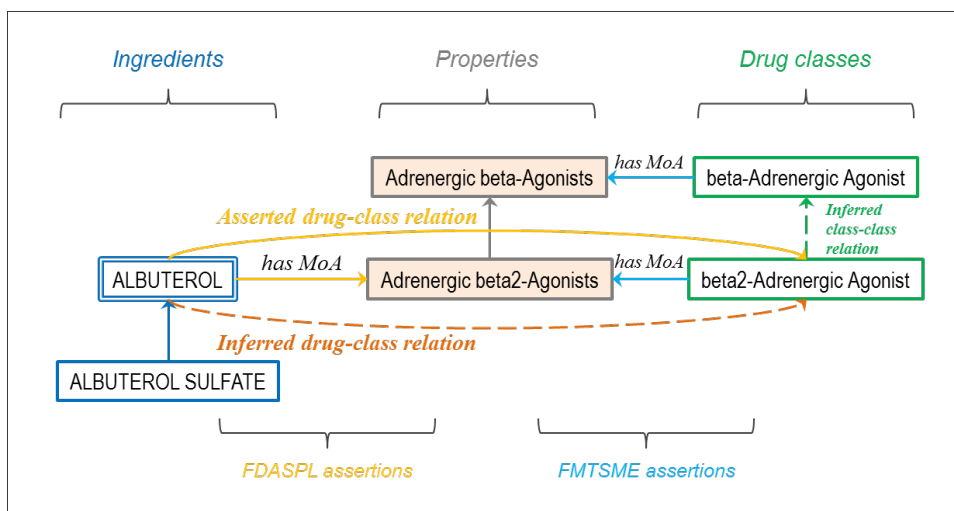 Ingredients
Properties
Drug classes
Adrenergic beta-Agonists
has MoA
beta-Adrenergic Agonist
Asserted drug-class relation
Inferred
class-class
relation
ALBUTEROL
has MoA
Adrenergic beta2-Agonists
has MoA
beta2-Adrenergic Agonist
Inferred drug-class relation
ALBUTEROL SULFATE
FDASPL assertions
FMTSME assertions